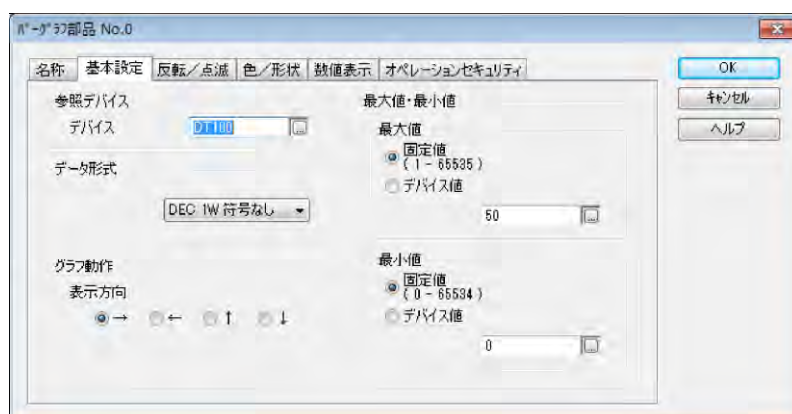 バーグラフ部品 No.0
名称 基本設定 反転/点滅 色/形状 数値表示 オペレーションセキュリティ
OK
キャンセル
ヘルプ
参照デバイス
デバイス DT100 ...
データ形式
DEC 1W 符号なし
グラフ動作
表示方向
→ ← ↑ ↓
最大値・最小値
最大値
固定値
( 1 - 65535 )
デバイス値
50 ...
最小値
固定値
( 0 - 65534 )
デバイス値
0 ...